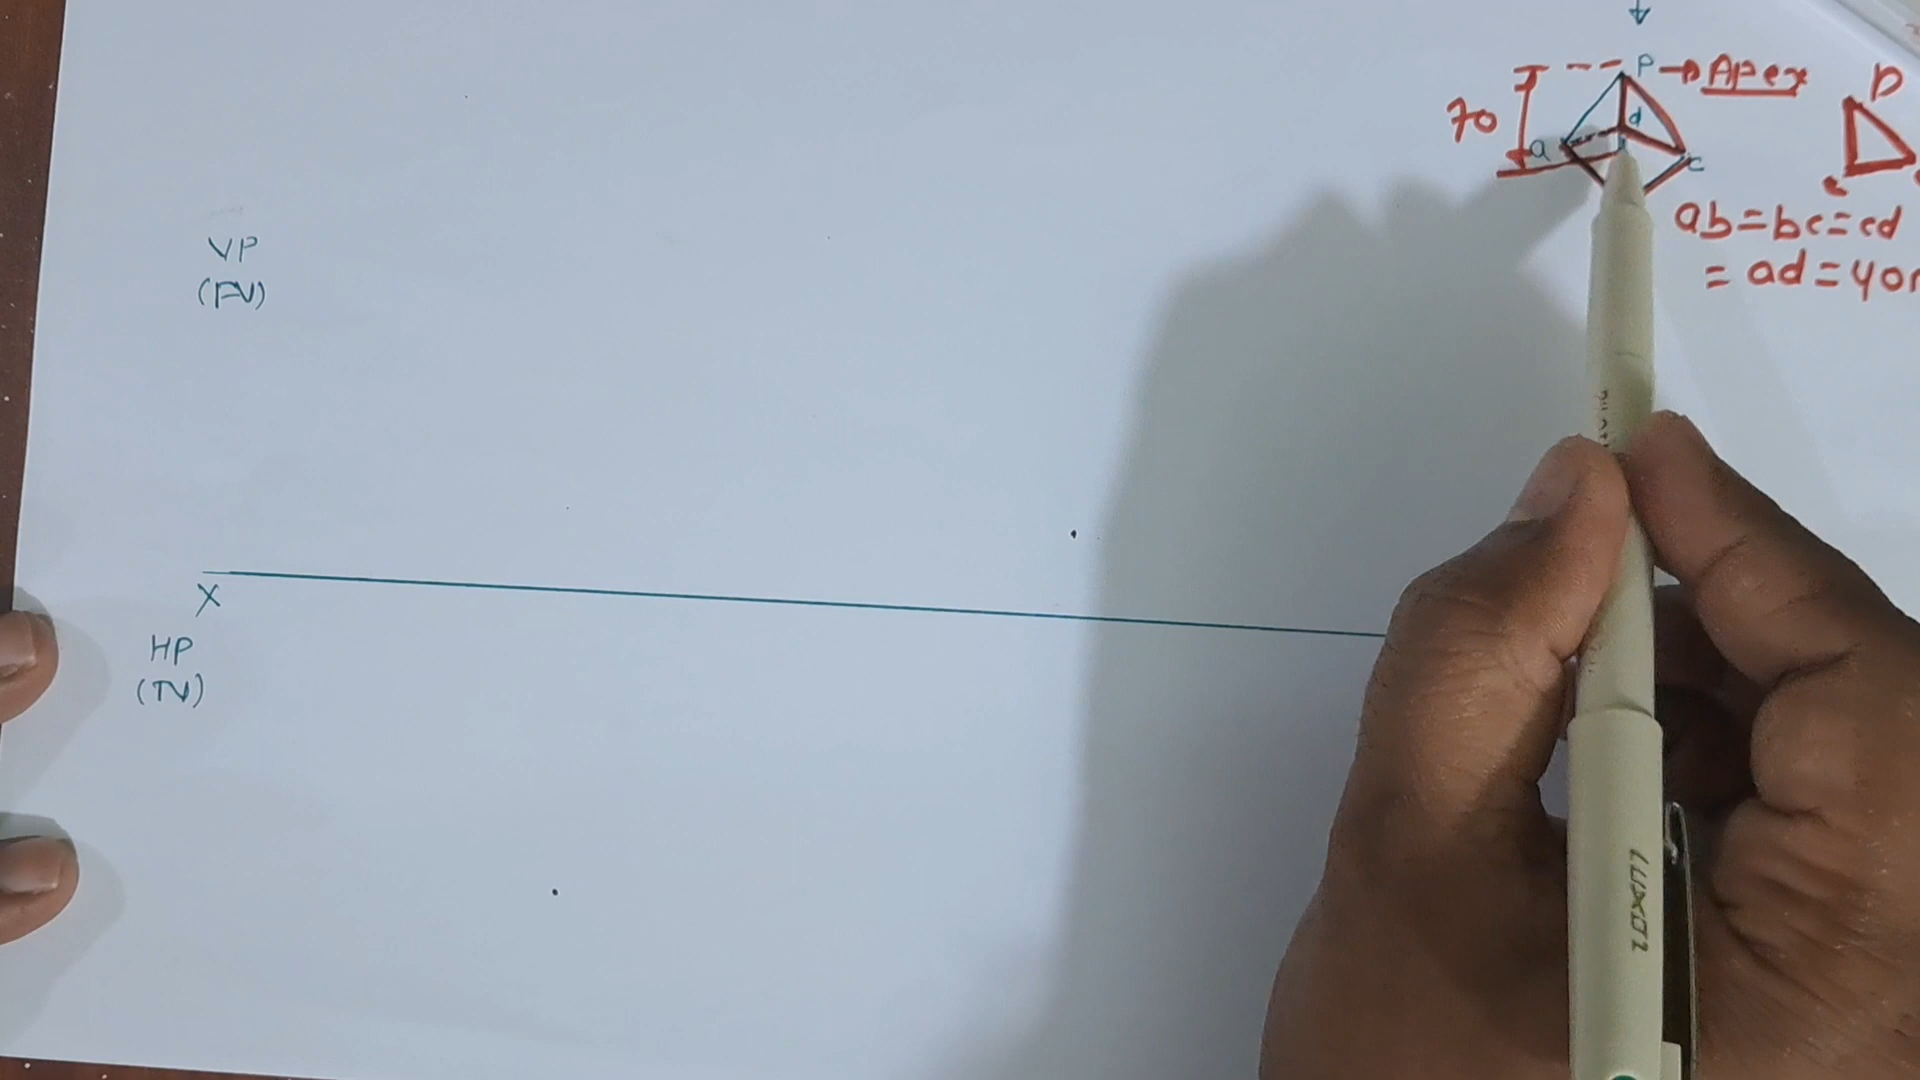 P → Apex
D
70
d
a
c
ab=bc=cd
= ad = 40
VP
(FV)
X
HP
(TV)
LUXOR